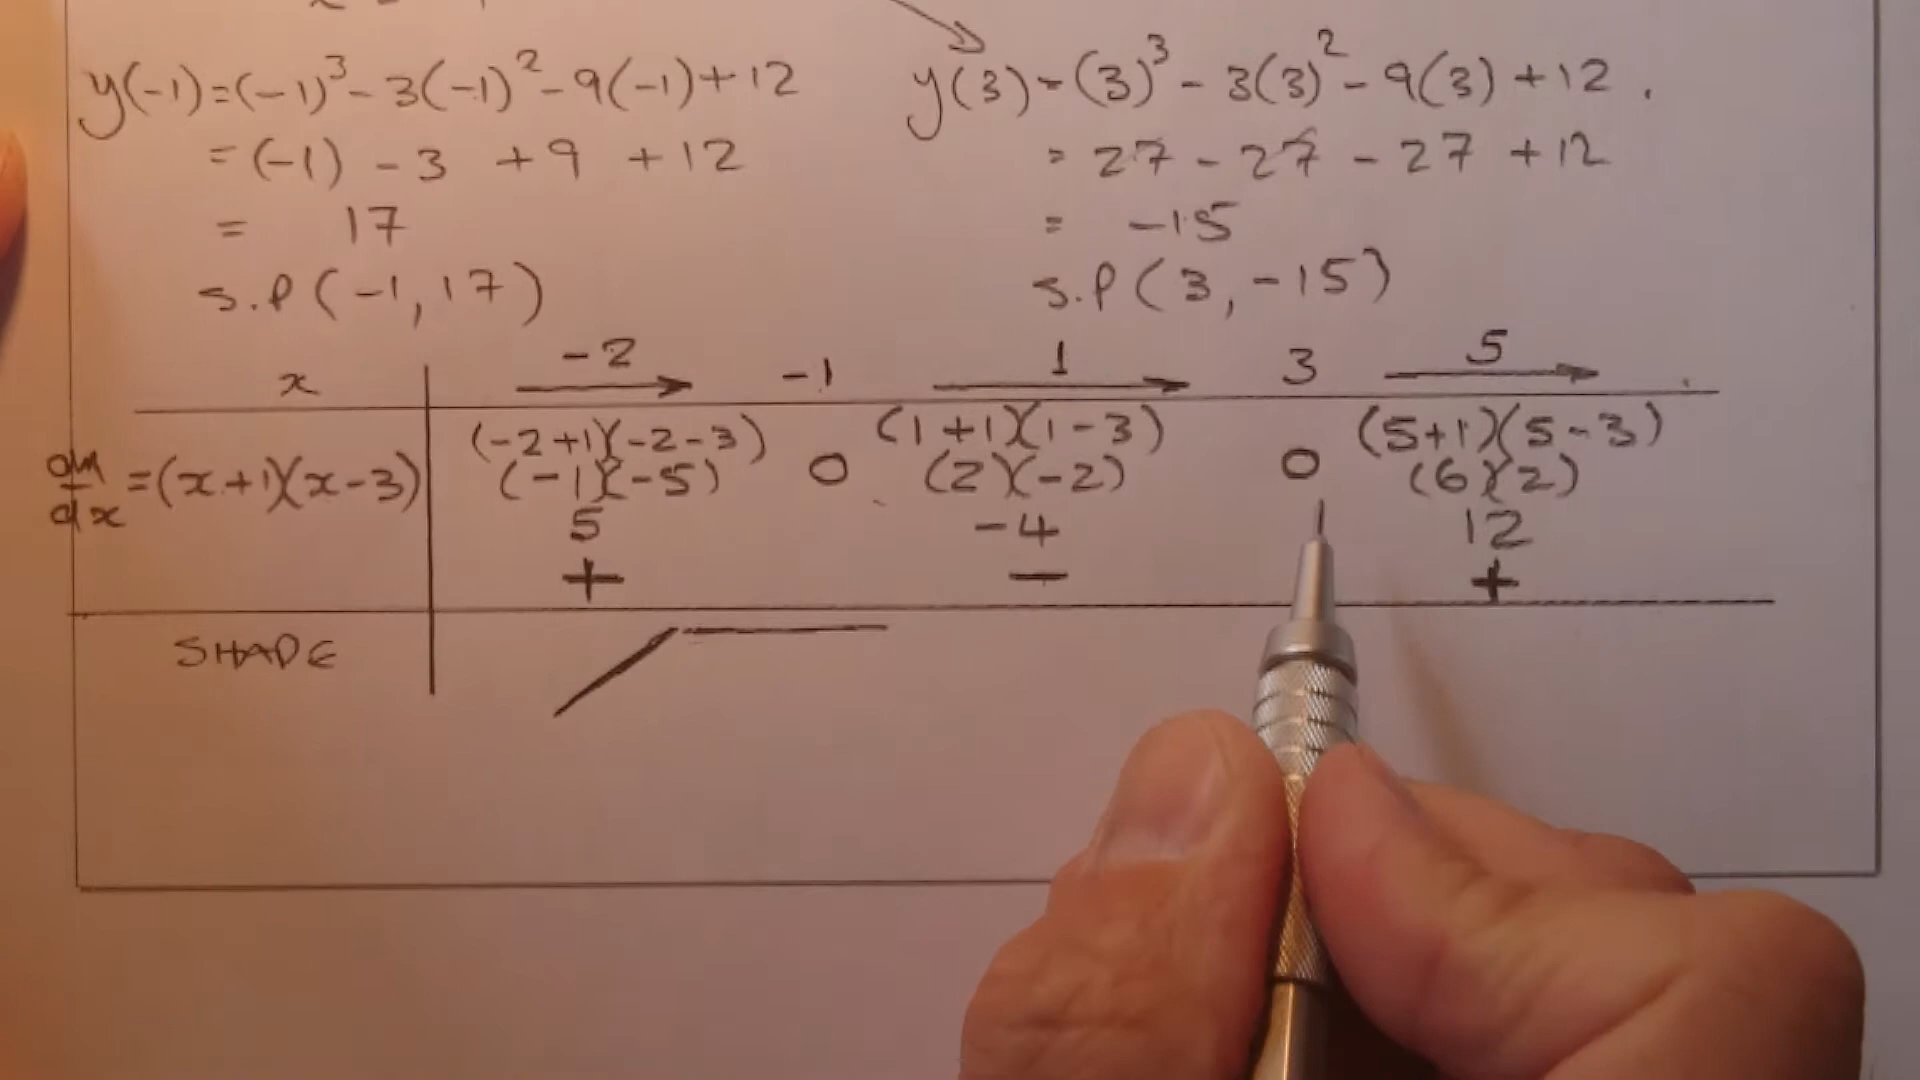 y(-1)=(-1)³-3(-1)²-9(-1)+12
=(-1) -3 +9 +12
= 17
S.P(-1,17)
y(3)=(3)³-3(3)²-9(3)+12.
= 27-27-27+12
= -15
S.P(3,-15)
x -2 -1 1 3 5
dy/dx =(x+1)(x-3) (-2+1)(-2-3) 0 (1+1)(1-3) 0 (5+1)(5-3)
(-1)(-5) (2)(-2) (6)(2)
5 -4 12
+ − +
SHAPE